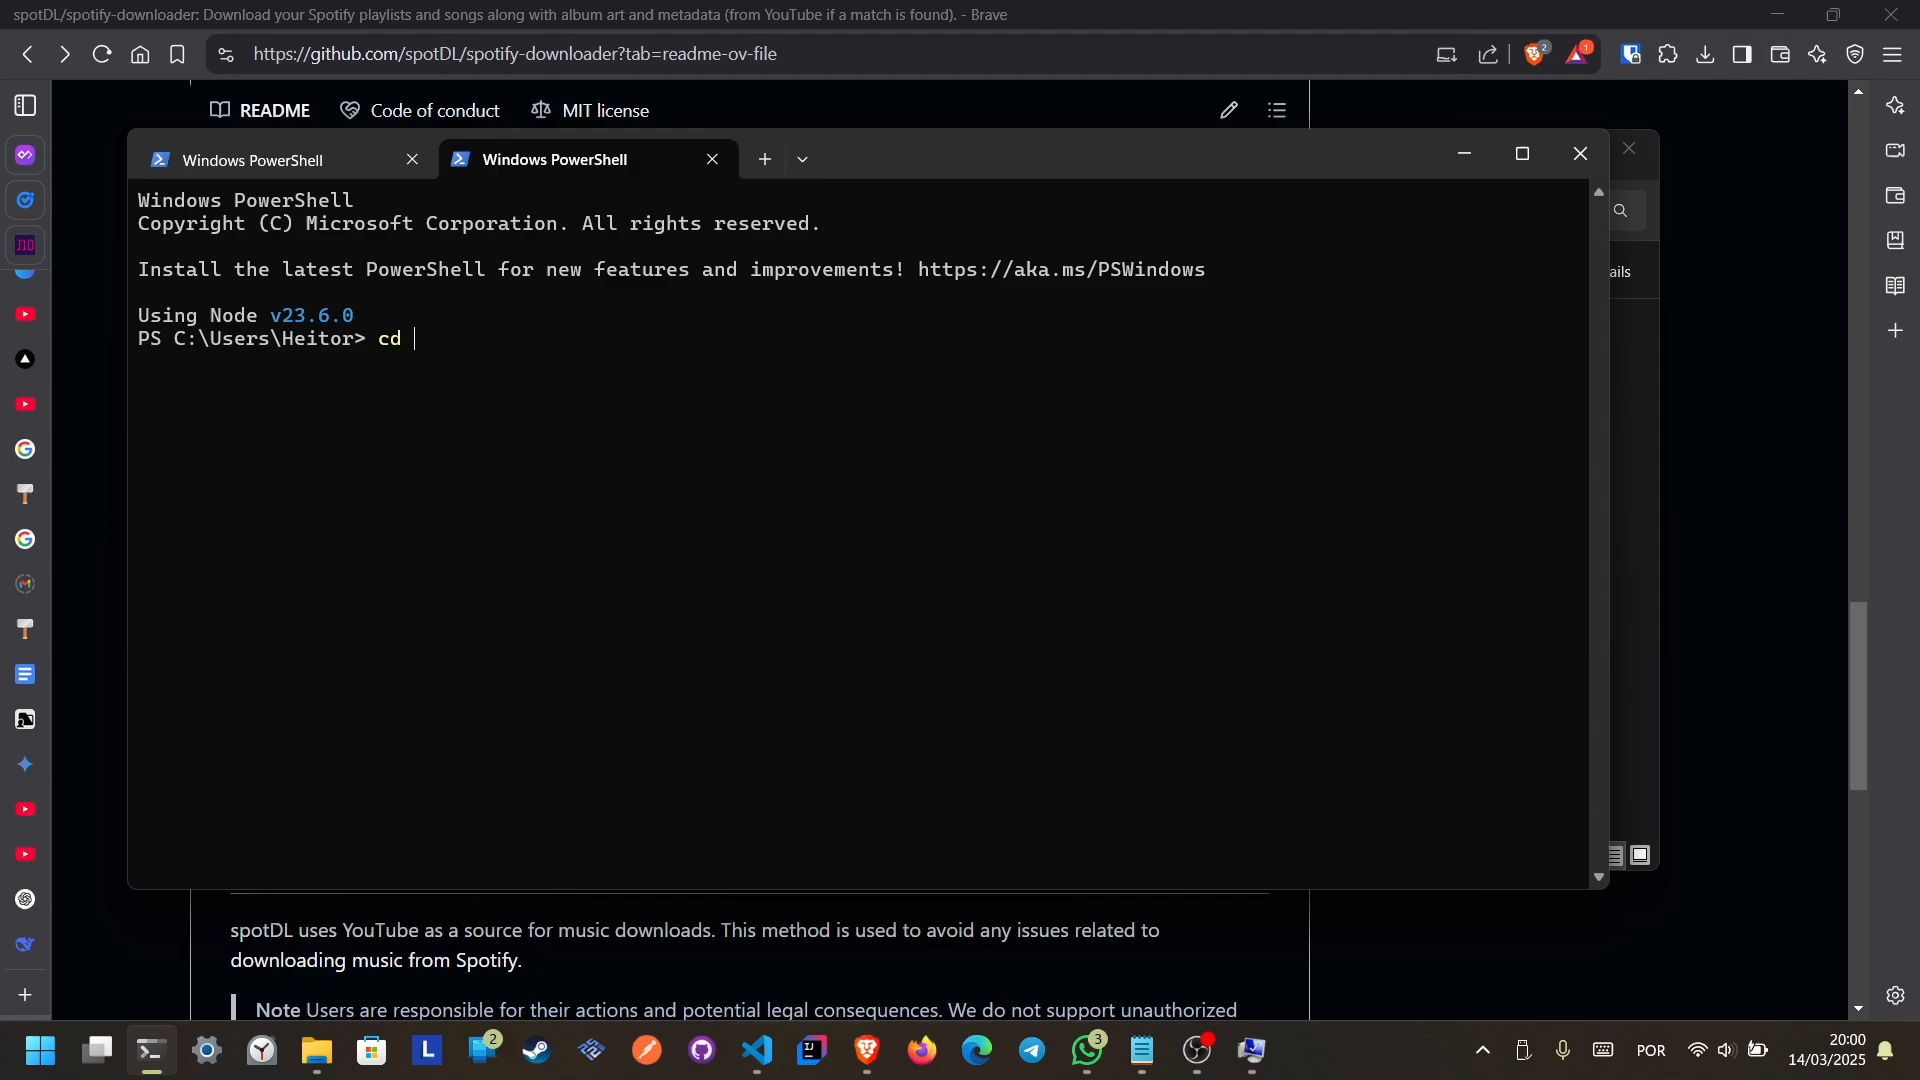 spotDL/spotify-downloader: Download your Spotify playlists and songs along with album art and metadata (from YouTube if a match is found). - Brave
https://github.com/spotDL/spotify-downloader?tab=readme-ov-file
2
1
README
Code of conduct
MIT license
Windows PowerShell
Windows PowerShell
Windows PowerShell
Copyright (C) Microsoft Corporation. All rights reserved.
Install the latest PowerShell for new features and improvements! https://aka.ms/PSWindows
ails
Using Node v23.6.0
PS C:\Users\Heitor> cd
spotDL uses YouTube as a source for music downloads. This method is used to avoid any issues related to
downloading music from Spotify.
Note Users are responsible for their actions and potential legal consequences. We do not support unauthorized
L
2
3
POR
20:00
14/03/2025